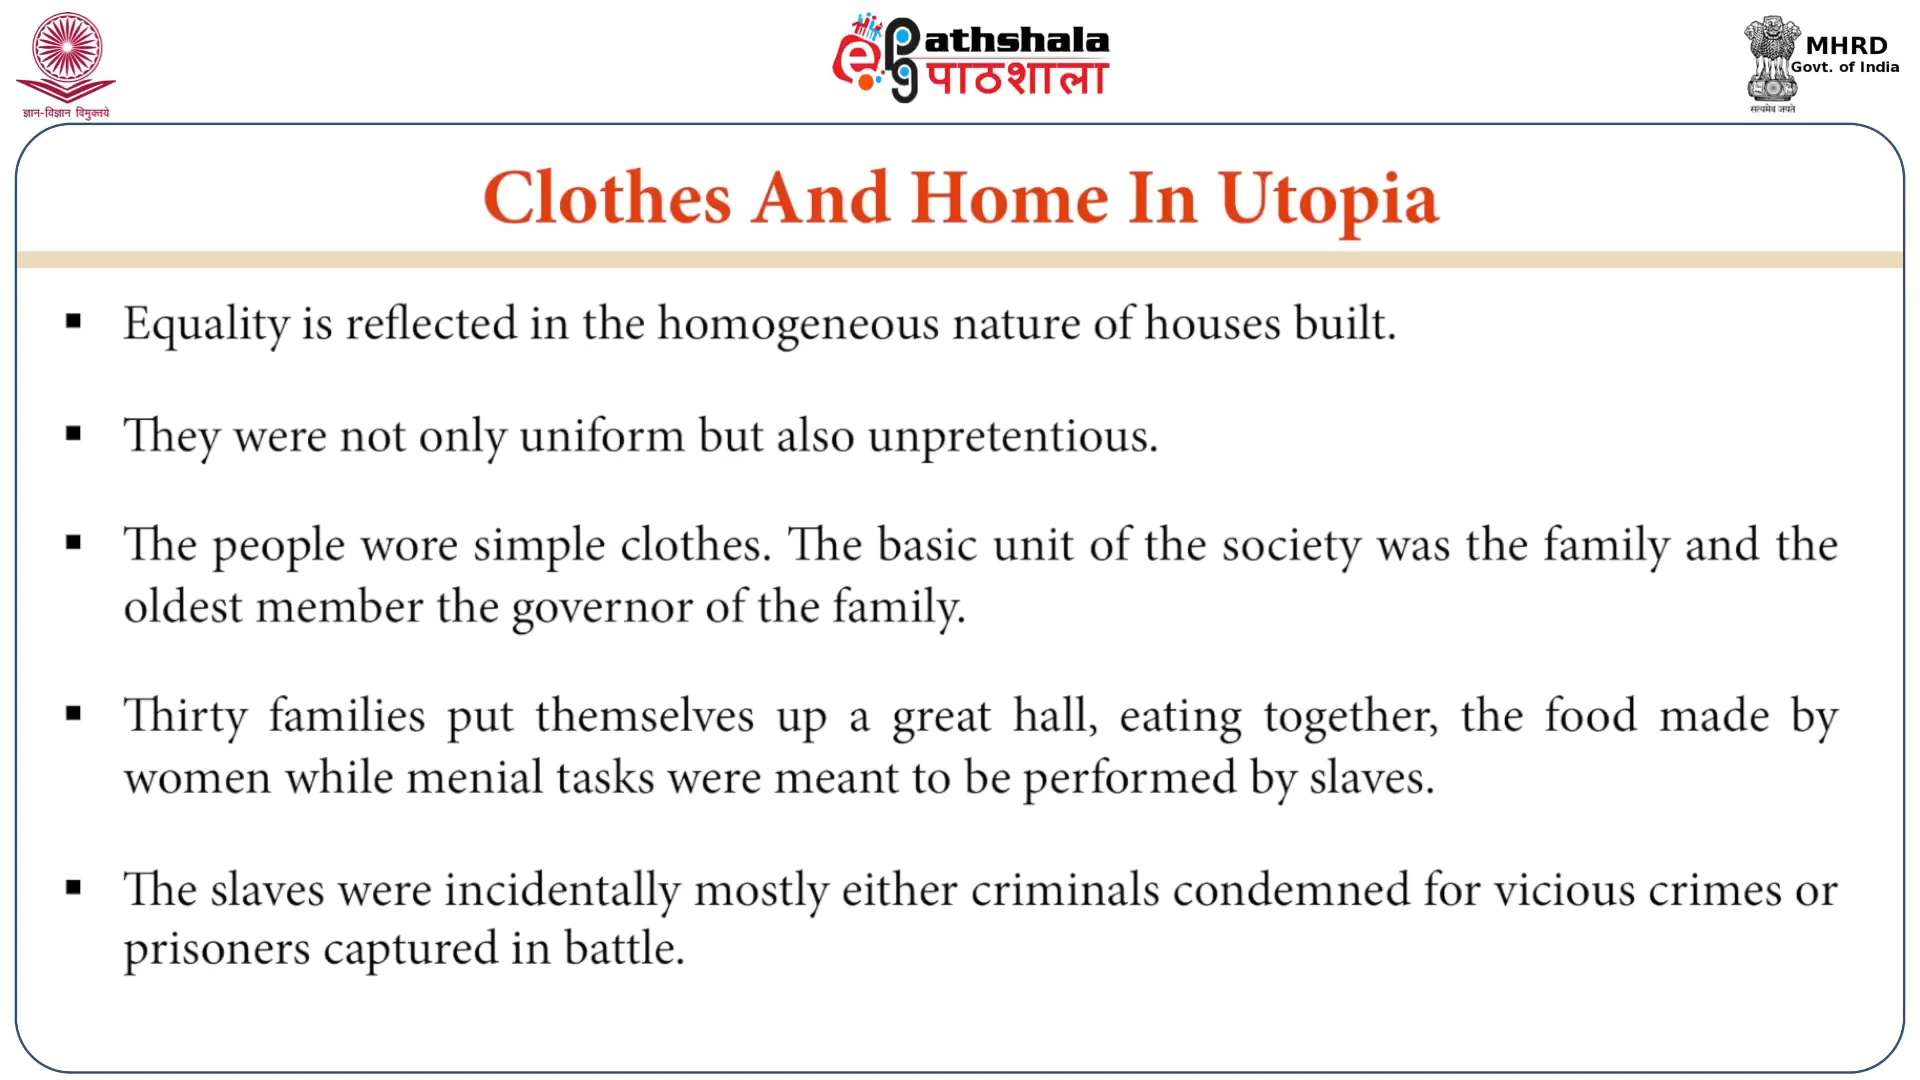 ज्ञान-विज्ञान विमुक्तये
ePathshala
पाठशाला
MHRD
Govt. of India
सत्यमेव जयते
Clothes And Home In Utopia
▪ Equality is reflected in the homogeneous nature of houses built.
▪ They were not only uniform but also unpretentious.
▪ The people wore simple clothes. The basic unit of the society was the family and the
oldest member the governor of the family.
▪ Thirty families put themselves up a great hall, eating together, the food made by
women while menial tasks were meant to be performed by slaves.
▪ The slaves were incidentally mostly either criminals condemned for vicious crimes or
prisoners captured in battle.